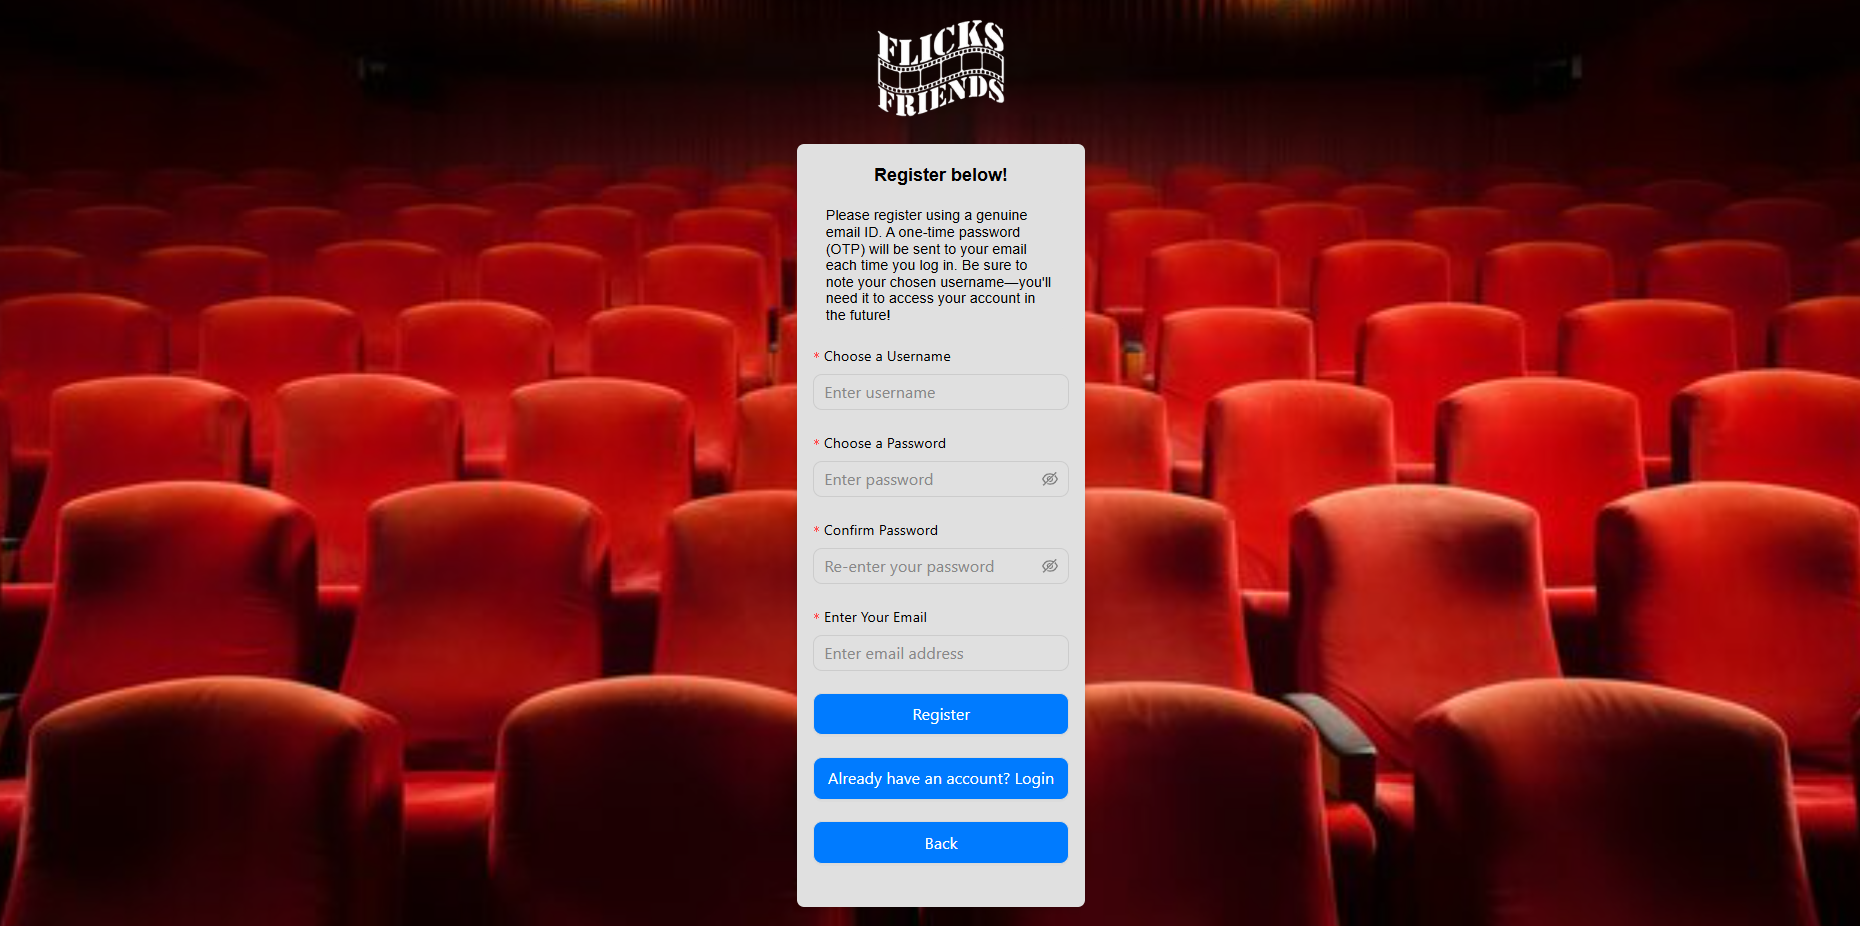 FLICKS
FRIENDS
Register below!
Please register using a genuine
email ID. A one-time password
(OTP) will be sent to your email
each time you log in. Be sure to
note your chosen username—you'll
need it to access your account in
the future!
* Choose a Username
Enter username
* Choose a Password
Enter password
* Confirm Password
Re-enter your password
* Enter Your Email
Enter email address
Register
Already have an account? Login
Back